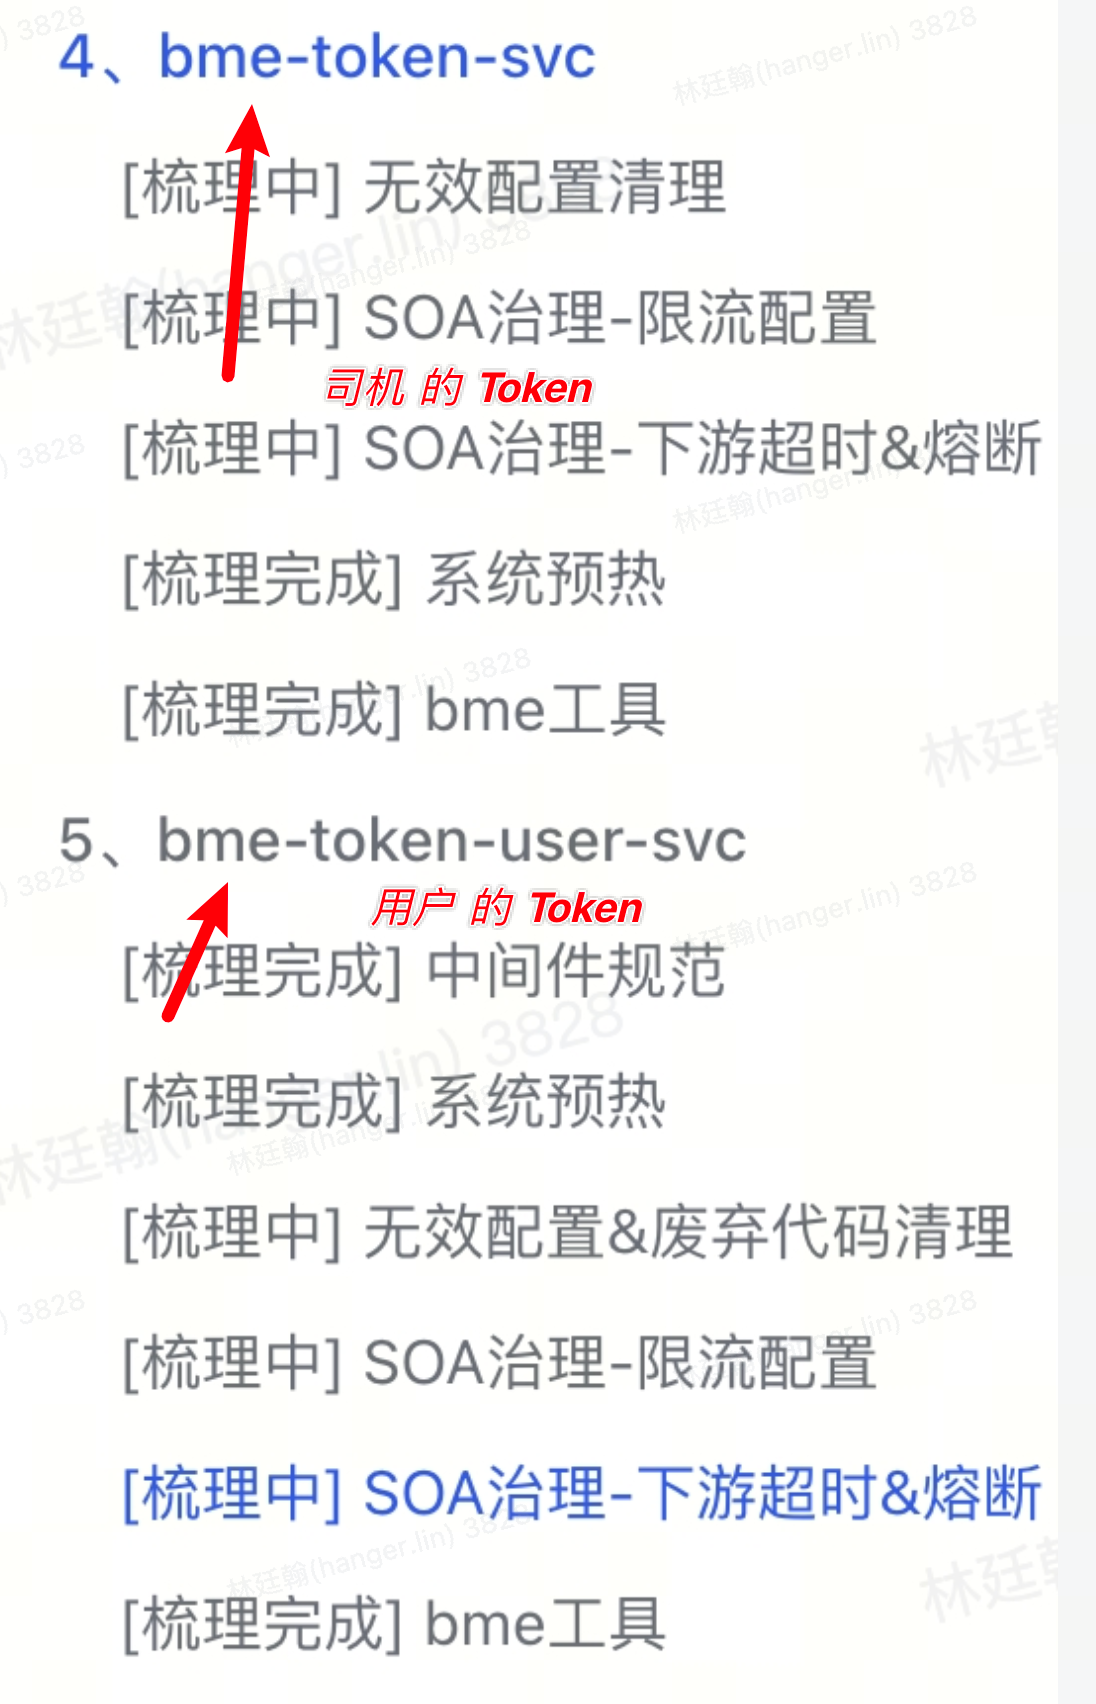 4、bme-token-svc
[梳理中] 无效配置清理
[梳理中] SOA治理-限流配置
司机 的 Token
[梳理中] SOA治理-下游超时&熔断
[梳理完成] 系统预热
[梳理完成] bme工具
5、bme-token-user-svc
用户 的 Token
[梳理完成] 中间件规范
[梳理完成] 系统预热
[梳理中] 无效配置&废弃代码清理
[梳理中] SOA治理-限流配置
[梳理中] SOA治理-下游超时&熔断
[梳理完成] bme工具
林廷翰(hanger.lin) 3828